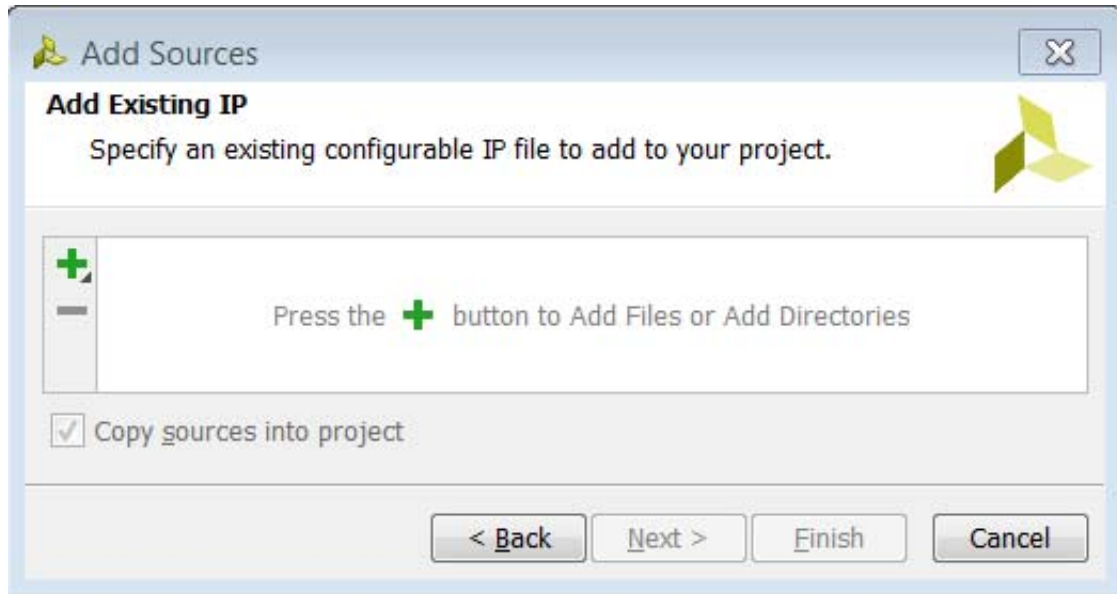 Add Sources
Add Existing IP
Specify an existing configurable IP file to add to your project.
Press the + button to Add Files or Add Directories
Copy sources into project
< Back Next > Finish Cancel